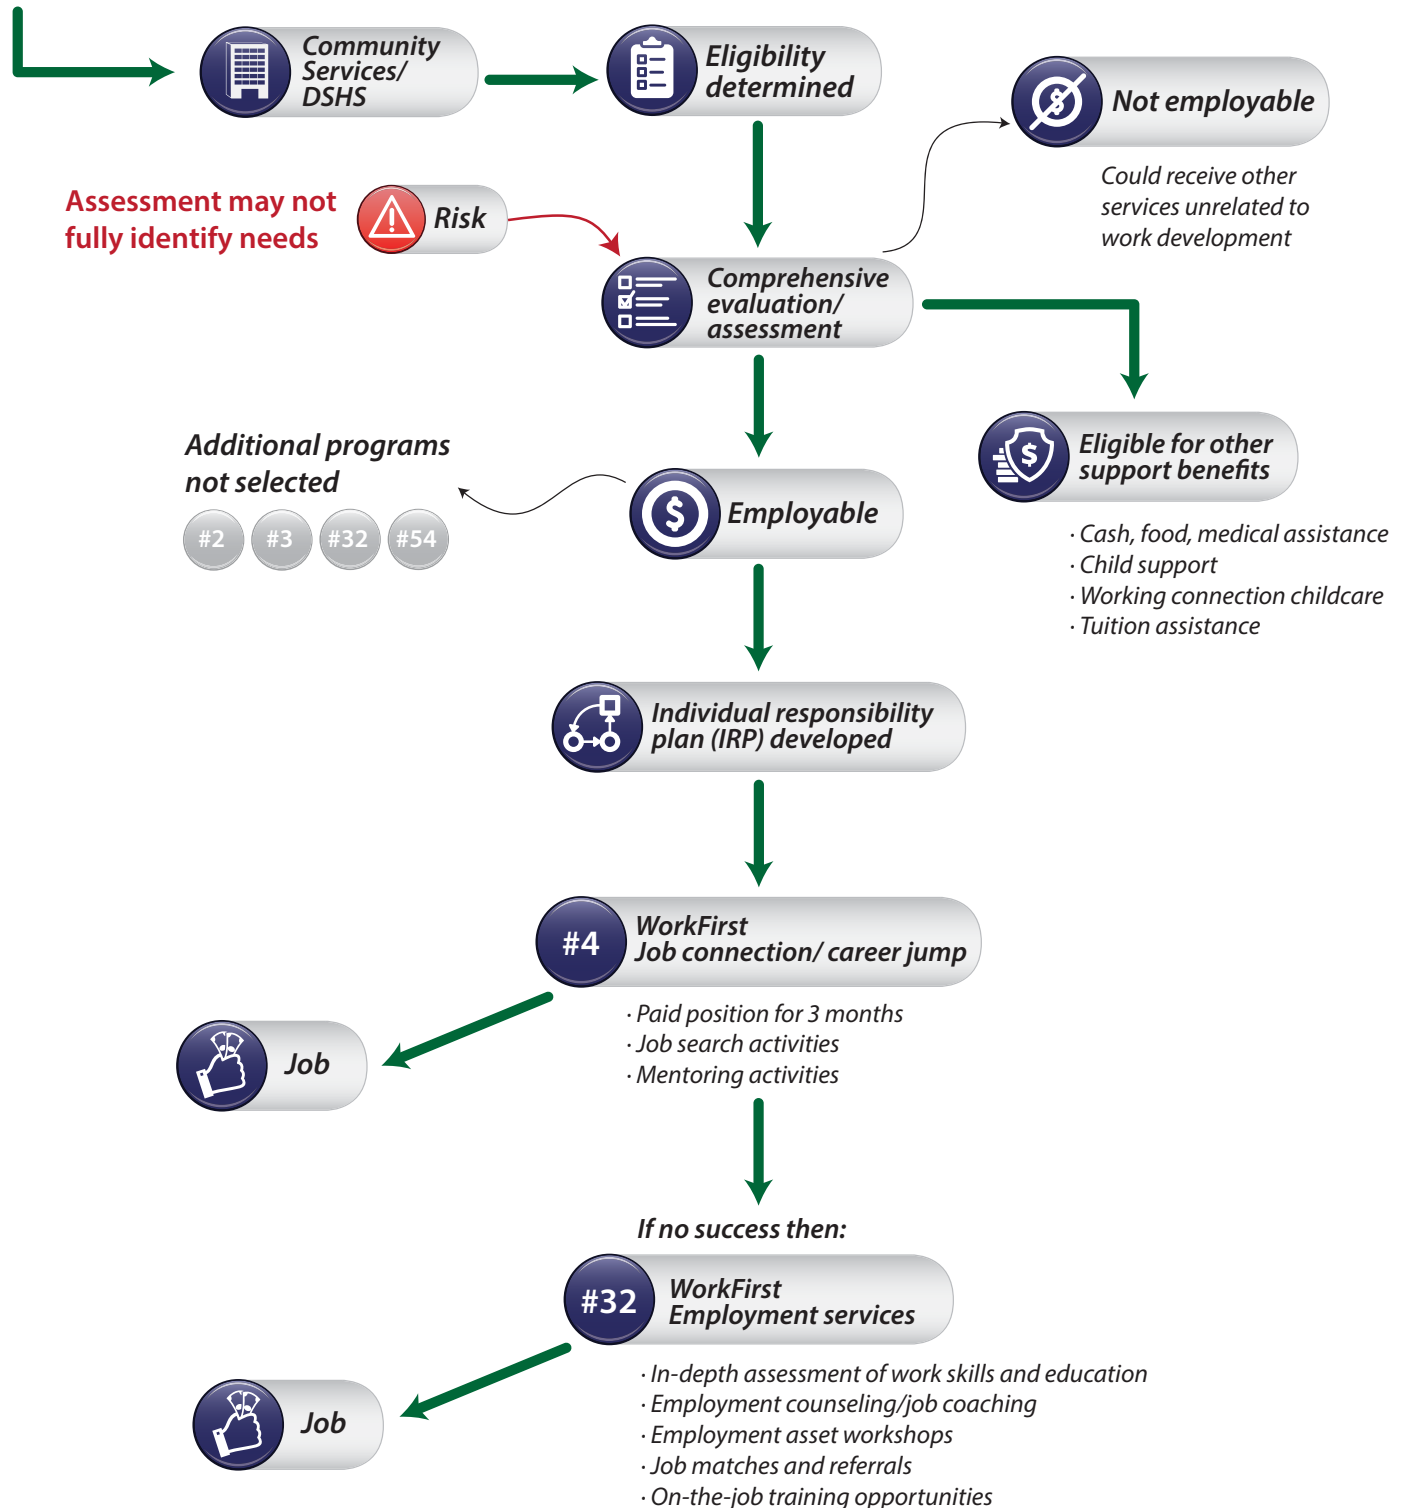 Community
Services/
DSHS
Eligibility
determined
Not employable
Could receive other
services unrelated to
work development
Assessment may not
fully identify needs
Risk
Comprehensive
evaluation/
assessment
Additional programs
not selected
#2 #3 #32 #54
Employable
Eligible for other
support benefits
· Cash, food, medical assistance
· Child support
· Working connection childcare
· Tuition assistance
Individual responsibility
plan (IRP) developed
#4
WorkFirst
Job connection/ career jump
· Paid position for 3 months
· Job search activities
· Mentoring activities
Job
If no success then:
#32
WorkFirst
Employment services
· In-depth assessment of work skills and education
· Employment counseling/job coaching
· Employment asset workshops
· Job matches and referrals
· On-the-job training opportunities
Job